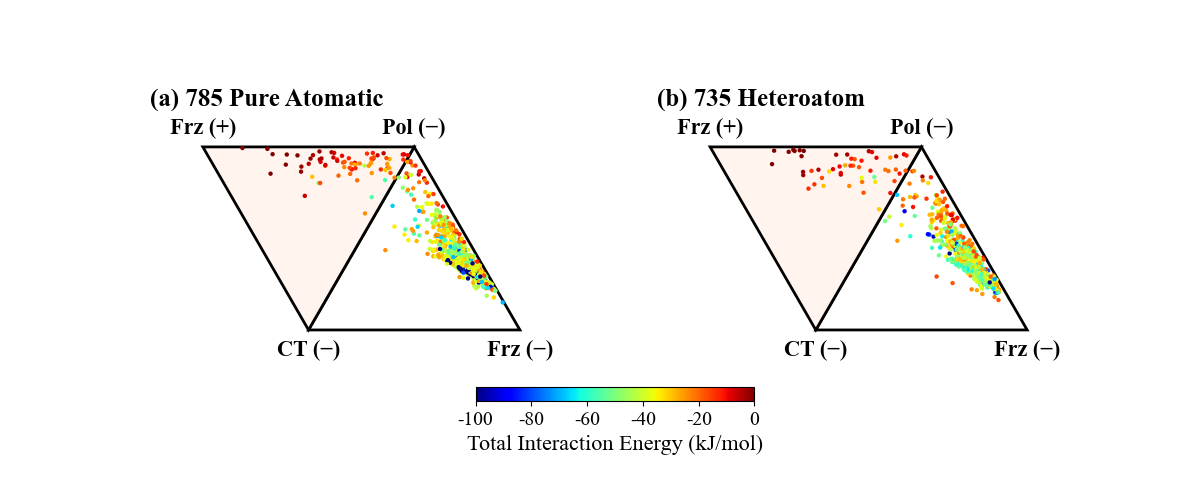 (a) 785 Pure Atomatic
(b) 735 Heteroatom
Frz (+)
Pol (−)
Frz (+)
Pol (−)
CT (−)
Frz (−)
CT (−)
Frz (−)
-100 -80 -60 -40 -20 0
Total Interaction Energy (kJ/mol)